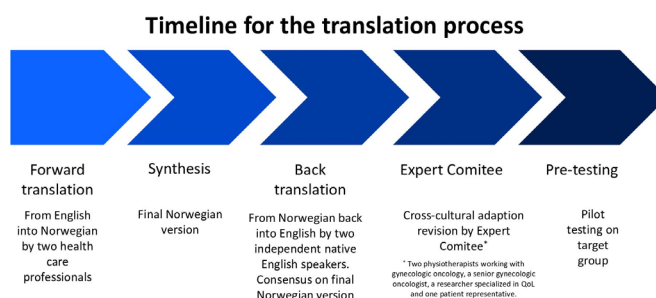 Timeline for the translation process
Forward
translation
From English
into Norwegian
by two health
care
professionals
Synthesis
Final Norwegian
version
Back
translation
From Norwegian back
into English by two
independent native
English speakers.
Consensus on final
Norwegian version
Expert Comitee
Cross-cultural adaption
revision by Expert
Comitee*
* Two physiotherapists working with
gynecologic oncology, a senior gynecologic
oncologist, a researcher specialized in QoL
and one patient representative.
Pre-testing
Pilot
testing on
target
group